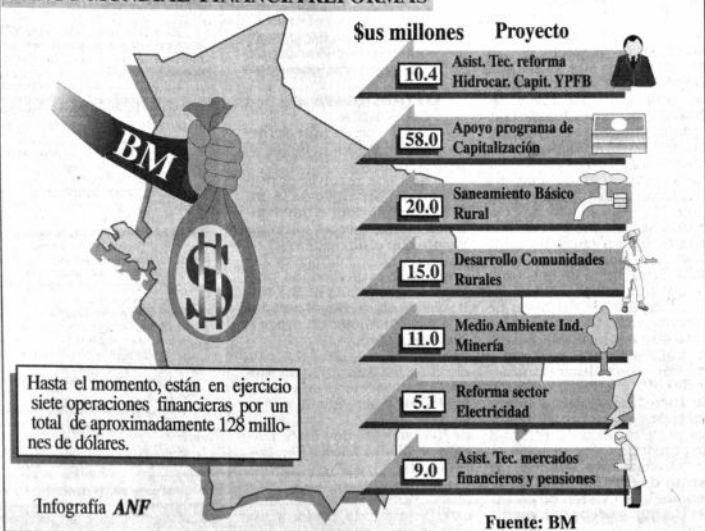 MUNDIAL FINANCIA REFORMAS
$us millones Proyecto
10.4 Asist. Tec. reforma
Hidrocar. Capit. YPFB
58.0 Apoyo programa de
Capitalización
20.0 Saneamiento Básico
Rural
15.0 Desarrollo Comunidades
Rurales
11.0 Medio Ambiente Ind.
Minería
5.1 Reforma sector
Electricidad
9.0 Asist. Tec. mercados
financieros y pensiones
BM
$
Hasta el momento, están en ejercicio
siete operaciones financieras por un
total de aproximadamente 128 millo-
nes de dólares.
Infografía ANF
Fuente: BM